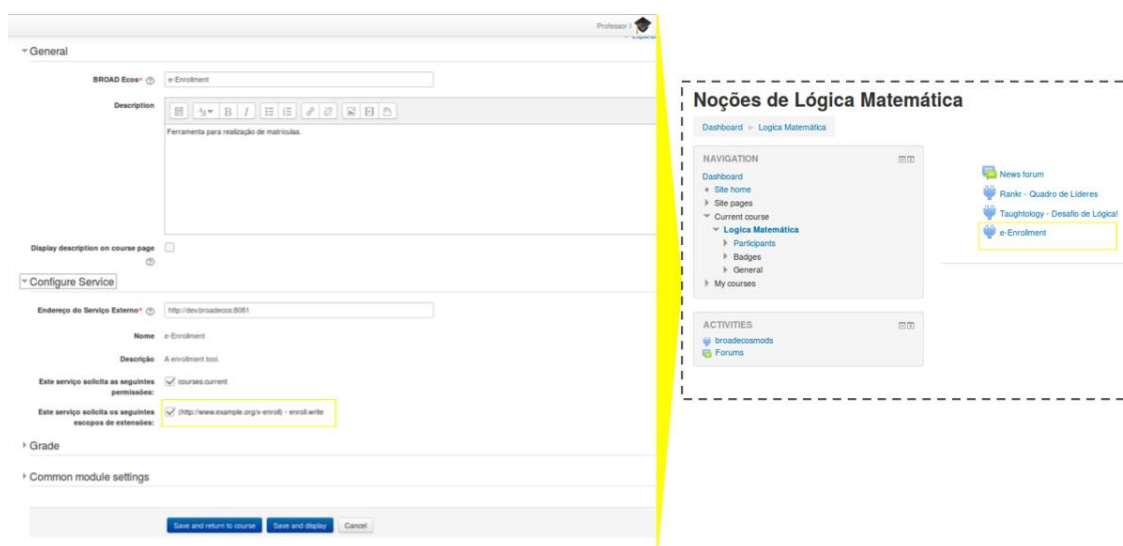 Professor I
General
BROAD Ecos*
e-Enrollment
Description
Ferramenta para realização de matrículas.
Display description on course page
Configure Service
Endereço do Serviço Externo*
http://dev.broadecos:8081
Nome
e-Enrollment
Descrição
A enrollment tool.
Este serviço solicita as seguintes
permissões:
courses.current
Este serviço solicita os seguintes
escopos de extensões:
(http://www.example.org/x-enroll) - enroll.write
Grade
Common module settings
Save and return to course
Save and display
Cancel
Noções de Lógica Matemática
Dashboard
Logica Matemática
NAVIGATION
Dashboard
Site home
Site pages
Current course
Logica Matemática
Participants
Badges
General
My courses
ACTIVITIES
broadecosmods
Forums
News forum
Rankr - Quadro de Líderes
Taughtology - Desafio de Lógica!
e-Enrollment